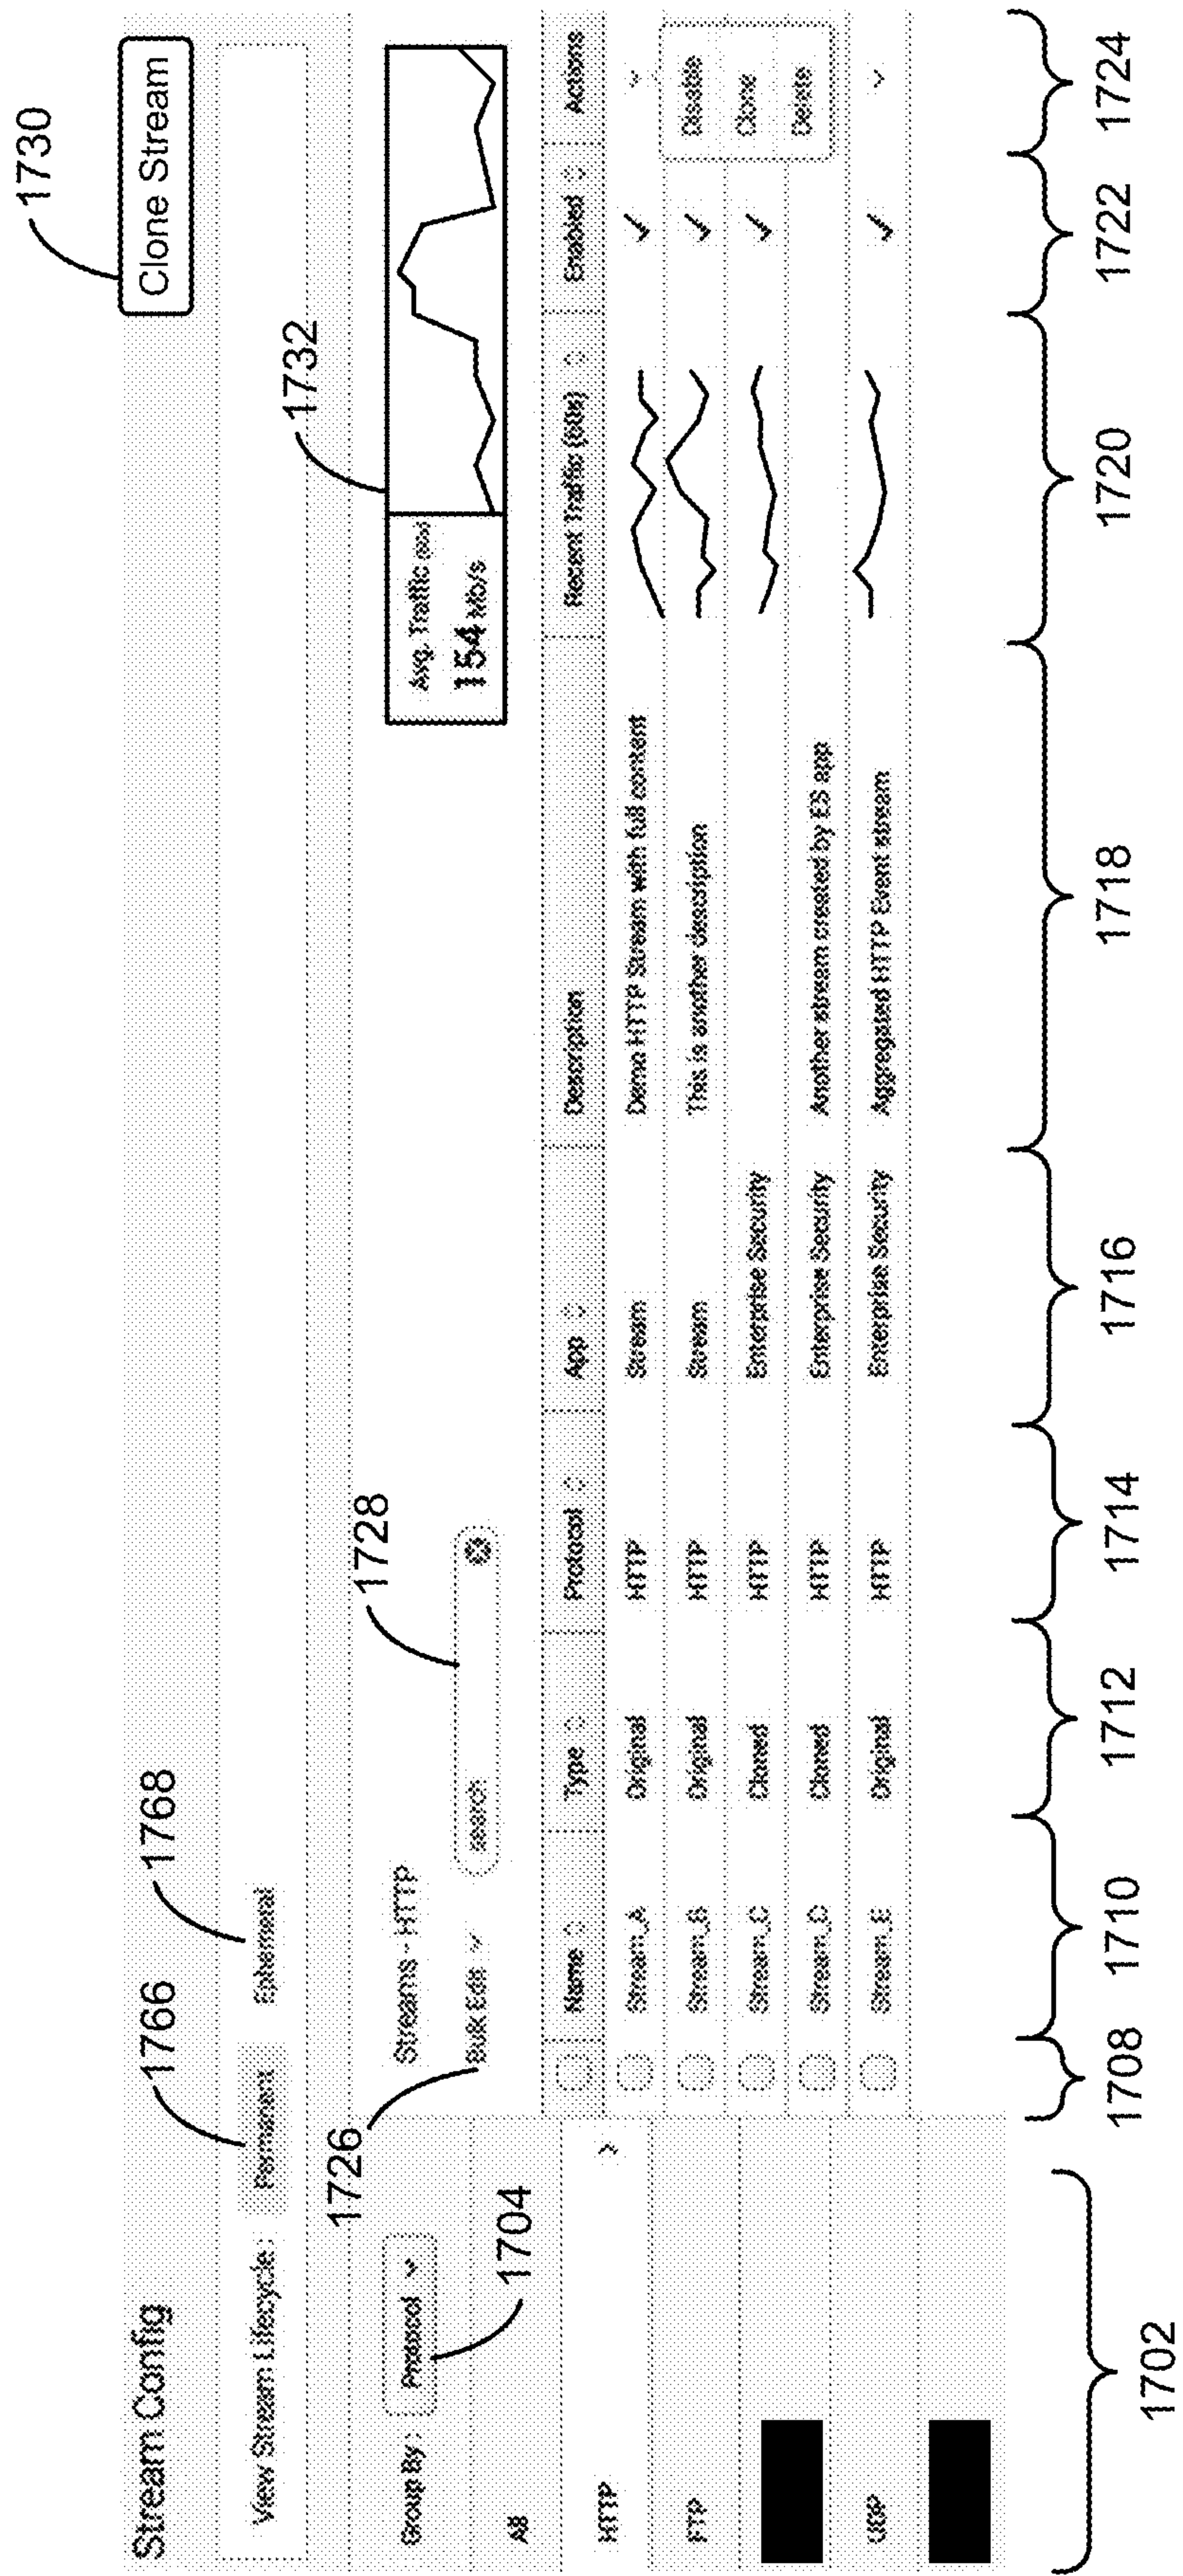 1730
Stream Config
Clone Stream
1766
1768
View Stream Lifecycle:
Permanent
Ephemeral
1726
1728
1732
Group By:
Protocol
1704
Streams - HTTP
Bulk Edit
search
Avg. Traffic (60s)
154 Mb/s
All
HTTP
FTP
UDP
Name Type Protocol App Description Recent Traffic (60s) Enabled Actions
Stream_A Original HTTP Stream Demo HTTP Stream with full content
Stream_B Original HTTP Stream This is another description
Stream_C Cloned HTTP Enterprise Security
Stream_D Cloned HTTP Enterprise Security Another stream created by ES app
Stream_E Original HTTP Enterprise Security Aggregated HTTP Event stream
Disable
Clone
Delete
1702 1708 1710 1712 1714 1716 1718 1720 1722 1724